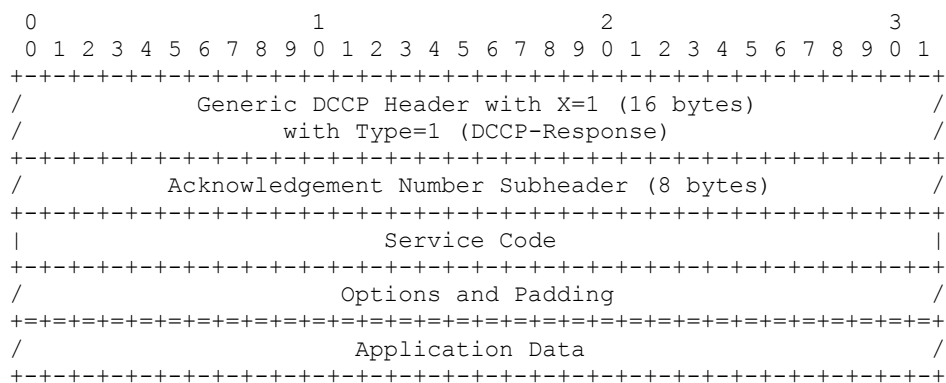 0                   1                   2                   3
 0 1 2 3 4 5 6 7 8 9 0 1 2 3 4 5 6 7 8 9 0 1 2 3 4 5 6 7 8 9 0 1
+-+-+-+-+-+-+-+-+-+-+-+-+-+-+-+-+-+-+-+-+-+-+-+-+-+-+-+-+-+-+-+-+
/            Generic DCCP Header with X=1 (16 bytes)            /
/                  with Type=1 (DCCP-Response)                  /
+-+-+-+-+-+-+-+-+-+-+-+-+-+-+-+-+-+-+-+-+-+-+-+-+-+-+-+-+-+-+-+-+
/          Acknowledgement Number Subheader (8 bytes)           /
+-+-+-+-+-+-+-+-+-+-+-+-+-+-+-+-+-+-+-+-+-+-+-+-+-+-+-+-+-+-+-+-+
|                         Service Code                          |
+-+-+-+-+-+-+-+-+-+-+-+-+-+-+-+-+-+-+-+-+-+-+-+-+-+-+-+-+-+-+-+-+
/                      Options and Padding                      /
+=+=+=+=+=+=+=+=+=+=+=+=+=+=+=+=+=+=+=+=+=+=+=+=+=+=+=+=+=+=+=+=+
/                       Application Data                        /
+-+-+-+-+-+-+-+-+-+-+-+-+-+-+-+-+-+-+-+-+-+-+-+-+-+-+-+-+-+-+-+-+